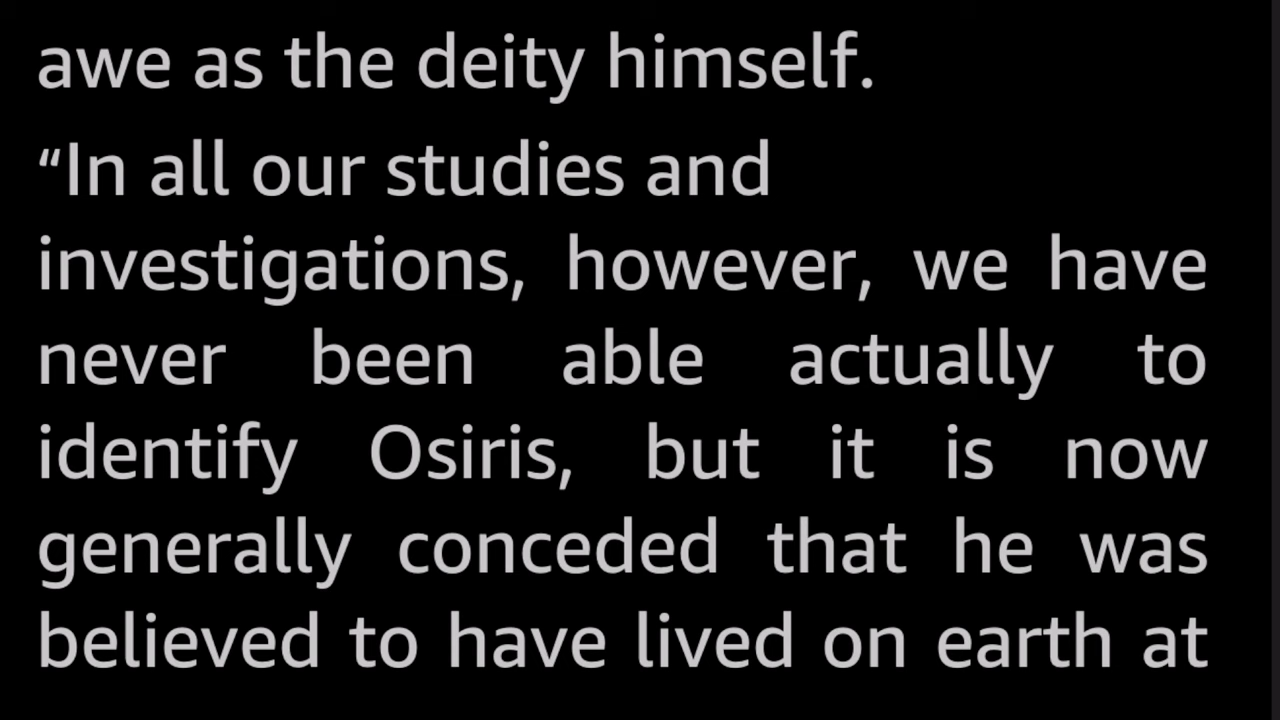 awe as the deity himself.
“In all our studies and
investigations, however, we have
never been able actually to
identify Osiris, but it is now
generally conceded that he was
believed to have lived on earth at